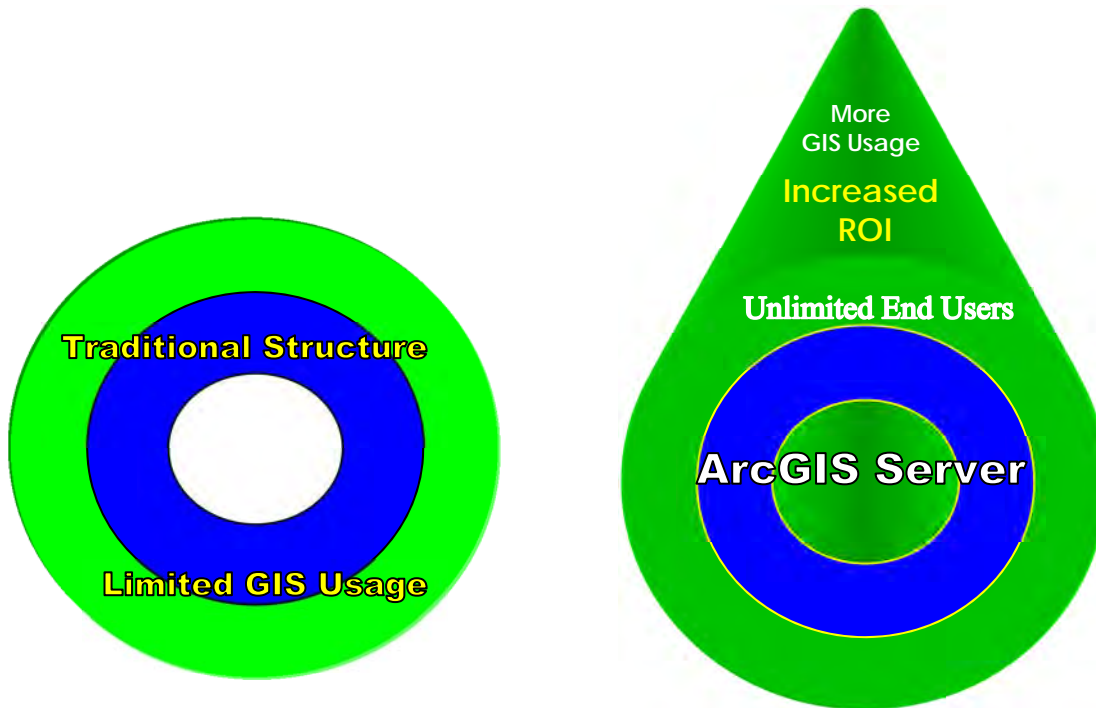 Traditional Structure
Limited GIS Usage
More
GIS Usage
Increased
ROI
Unlimited End Users
ArcGIS Server